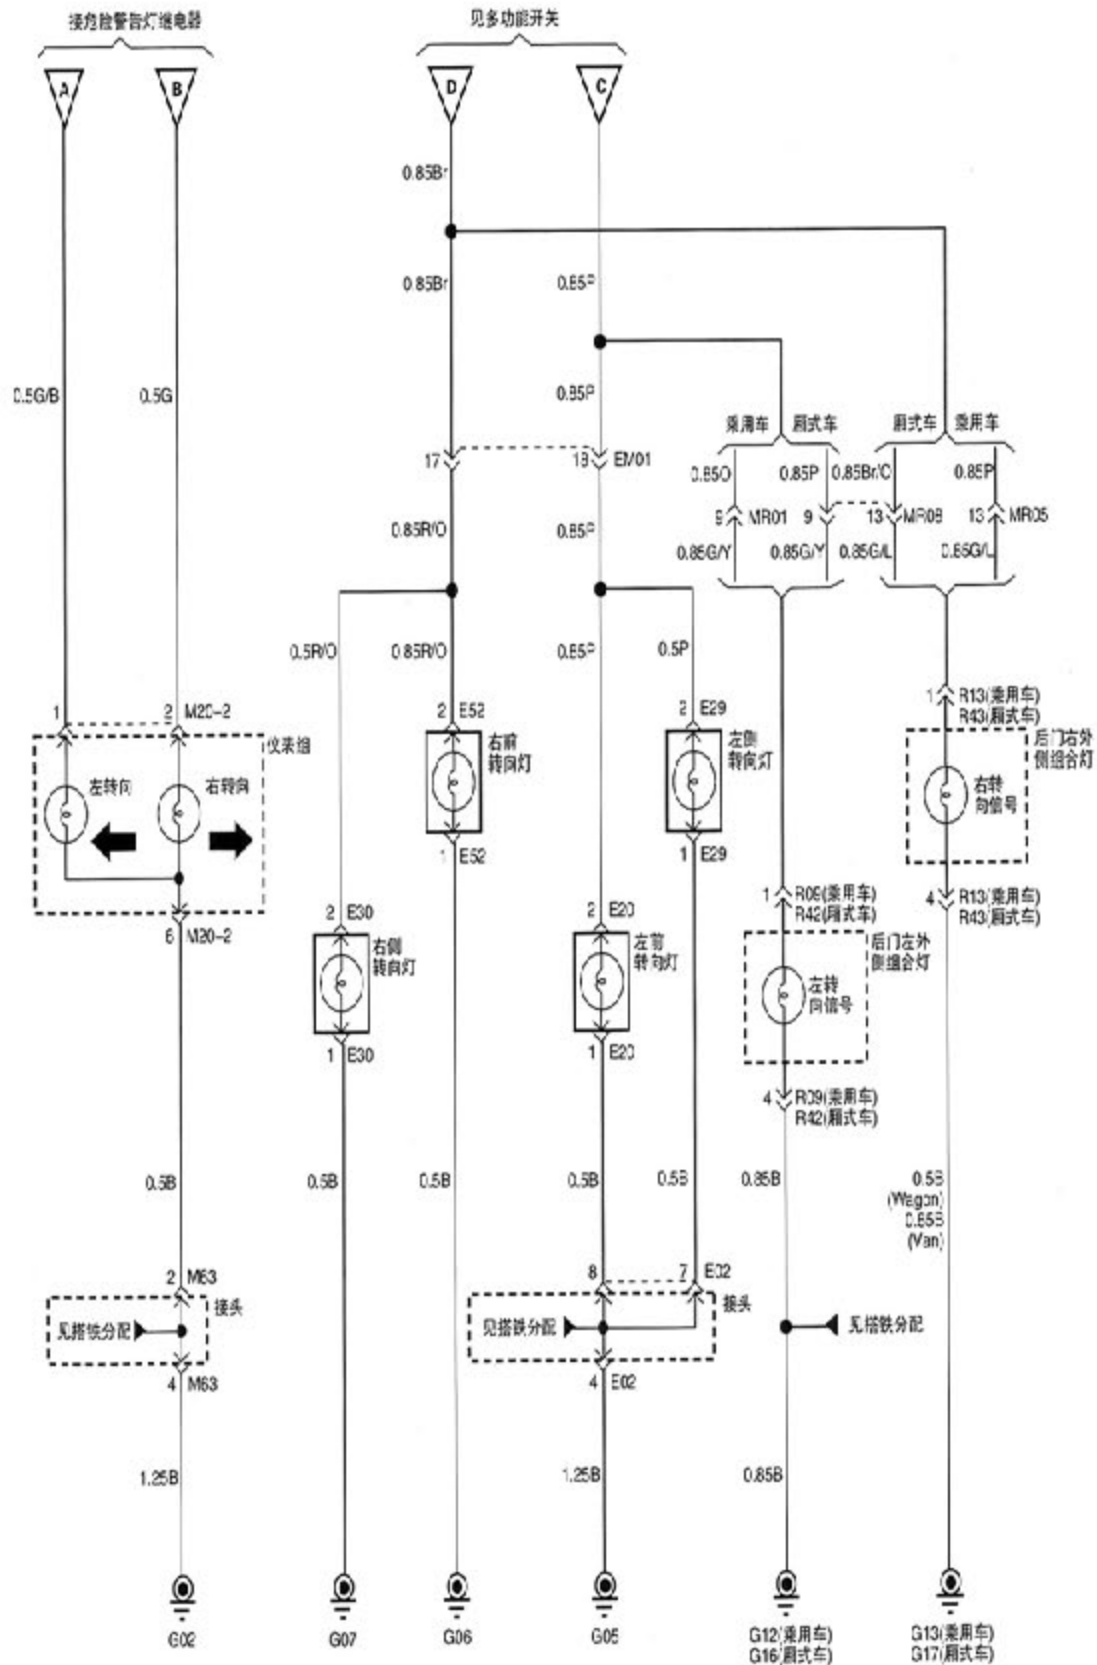 接危险警告灯继电器
见多功能开关
A
B
D
C
0.85Br
0.85Br
0.85P
0.5G/B
0.5G
0.85P
乘用车
厢式车
厢式车
乘用车
17
18
EM01
0.85O
0.85P
0.85Br/O
0.85P
9
MR01
9
13
MR08
13
MR05
0.85R/O
0.85P
0.85G/Y
0.85G/Y
0.85G/L
0.85G/L
0.5R/O
0.85R/O
0.85P
0.5P
1
2
M20-2
2
E52
2
E29
1
R13(乘用车)
R43(厢式车)
仪表组
左转向
右转向
右前
转向灯
左侧
转向灯
后门右外
侧组合灯
右转
向信号
1
E52
1
E29
6
M20-2
2
E30
2
E20
1
R09(乘用车)
R42(厢式车)
4
R13(乘用车)
R43(厢式车)
右侧
转向灯
左前
转向灯
后门左外
侧组合灯
左转
向信号
1
E30
1
E20
4
R09(乘用车)
R42(厢式车)
0.5B
0.5B
0.5B
0.5B
0.5B
0.85B
0.5B
(Wagon)
0.85B
(Van)
2
M63
8
7
E02
接头
接头
见搭铁分配
见搭铁分配
见搭铁分配
4
M63
4
E02
1.25B
1.25B
0.85B
G02
G07
G06
G05
G12(乘用车)
G16(厢式车)
G13(乘用车)
G17(厢式车)